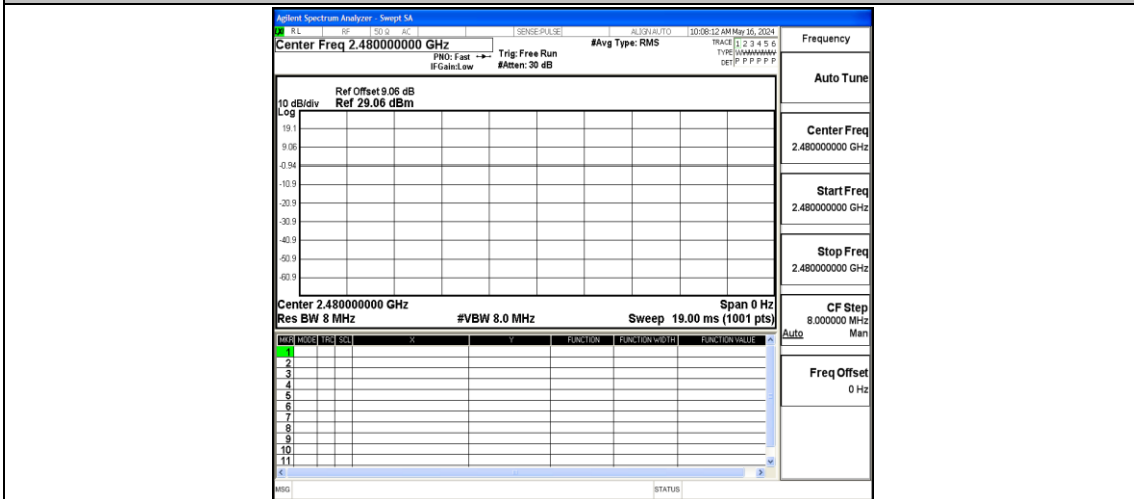 Agilent Spectrum Analyzer - Swept SA
RL RF 50 Ω AC SENSE:PULSE ALIGN AUTO 10:08:12 AM May 16, 2024
Center Freq 2.480000000 GHz
#Avg Type: RMS
TRACE 1 2 3 4 5 6
TYPE
DET P P P P P P
PNO: Fast
IFGain:Low
Trig: Free Run
#Atten: 30 dB
Ref Offset 9.06 dB
10 dB/div Ref 29.06 dBm
Log
19.1
9.06
-0.94
-10.9
-20.9
-30.9
-40.9
-50.9
-60.9
Center 2.480000000 GHz Span 0 Hz
Res BW 8 MHz #VBW 8.0 MHz Sweep 19.00 ms (1001 pts)
MKR MODE TRC SCL X Y FUNCTION FUNCTION WIDTH FUNCTION VALUE
1
2
3
4
5
6
7
8
9
10
11
MSG STATUS
Frequency
Auto Tune
Center Freq
2.480000000 GHz
Start Freq
2.480000000 GHz
Stop Freq
2.480000000 GHz
CF Step
8.000000 MHz
Auto Man
Freq Offset
0 Hz